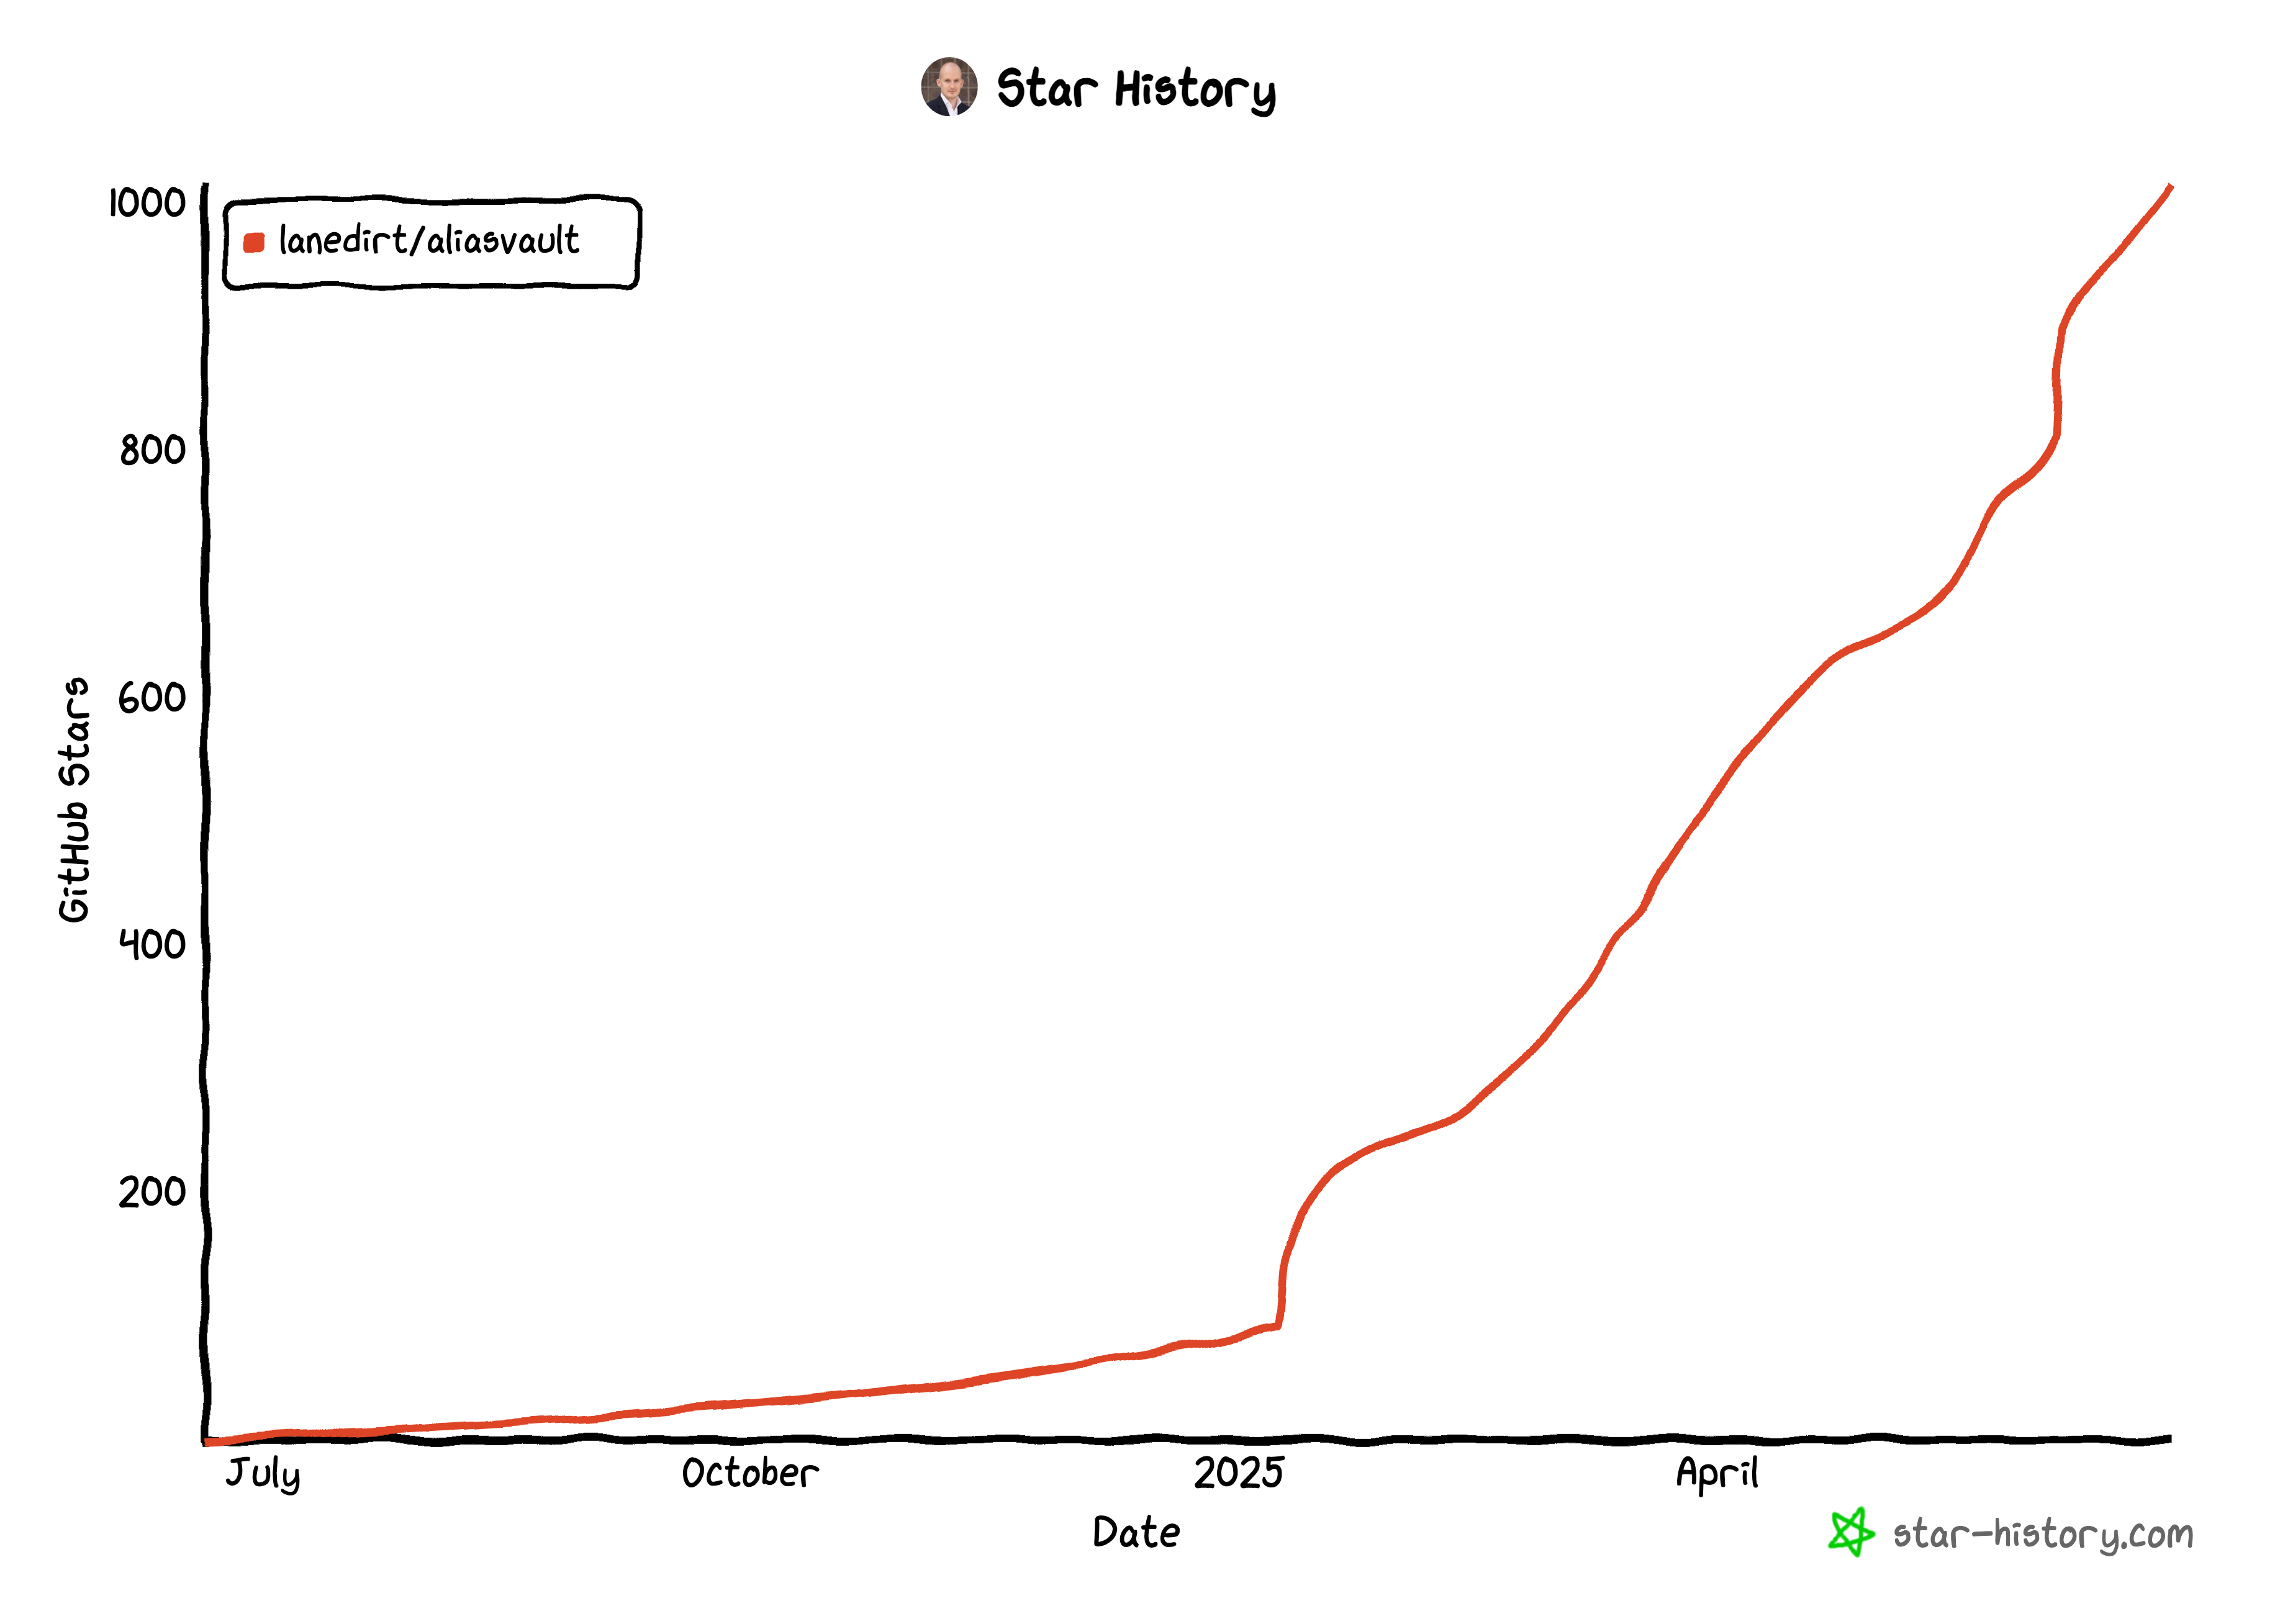 Star History
lanedirt/aliasvault
1000
800
600
400
200
GitHub Stars
July
October
2025
April
Date
star-history.com